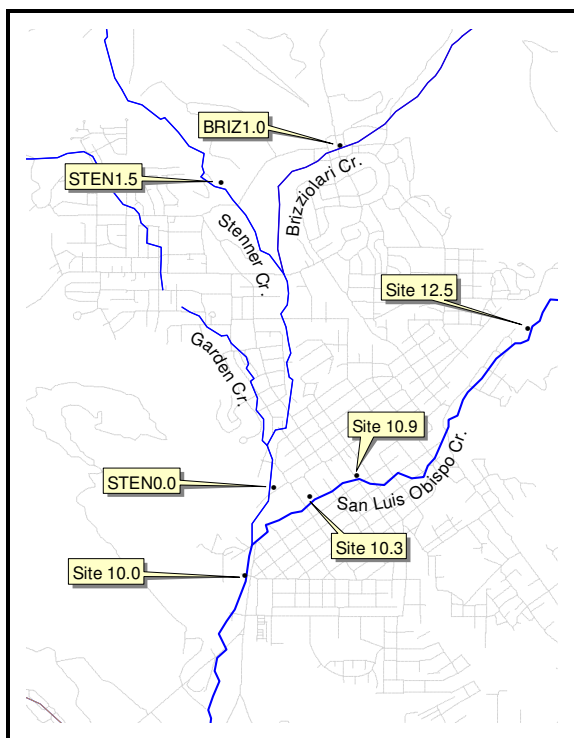 BRIZ1.0
STEN1.5
Brizziolari Cr.
Stenner Cr.
Site 12.5
Garden Cr.
Site 10.9
STEN0.0
San Luis Obispo Cr.
Site 10.3
Site 10.0